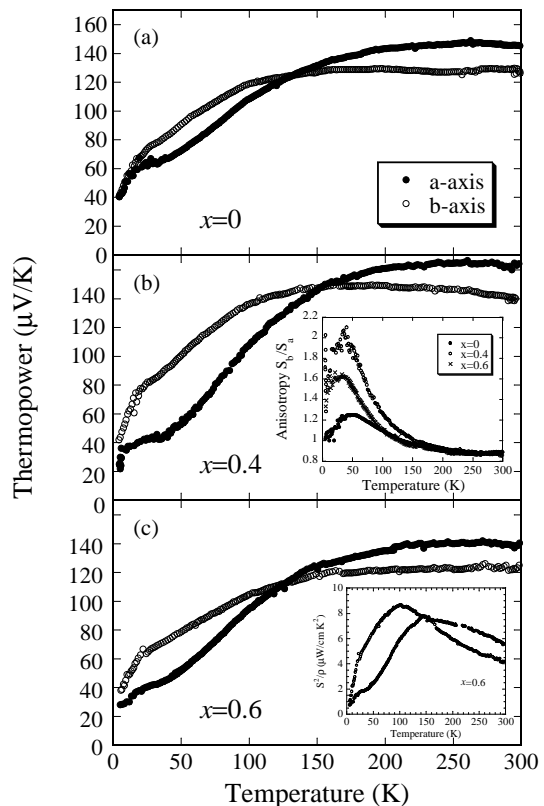 Thermopower (μV/K)
(a)
160
140
120
100
80
60
40
20
0
a-axis
b-axis
x=0
(b)
160
140
120
100
80
60
40
20
0
x=0.4
Anisotropy Sb/Sa
2.2
2
1.8
1.6
1.4
1.2
1
0.8
x=0
x=0.4
x=0.6
0 50 100 150 200 250 300
Temperature (K)
(c)
140
120
100
80
60
40
20
0
x=0.6
S²/ρ (μW/cm K²)
10
8
6
4
2
0
x=0.6
0 50 100 150 200 250 300
Temperature (K)
0 50 100 150 200 250 300
Temperature (K)